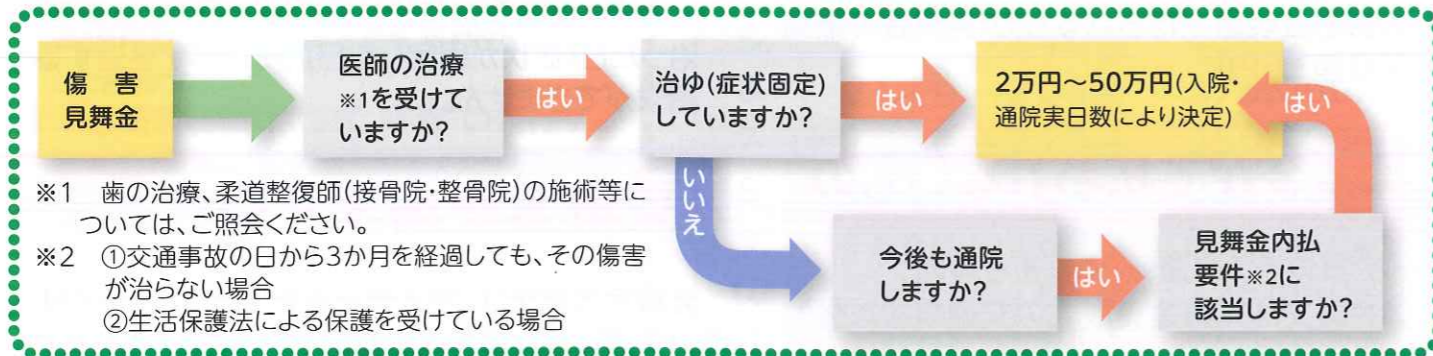 傷　害
見舞金
医師の治療
※1を受けて
いますか?
はい
治ゆ(症状固定)
していますか?
はい
2万円～50万円(入院・
通院実日数により決定)
はい
いいえ
今後も通院
しますか?
はい
見舞金内払
要件※2に
該当しますか?
※1　歯の治療、柔道整復師(接骨院・整骨院)の施術等に
ついては、ご照会ください。
※2　①交通事故の日から3か月を経過しても、その傷害
が治らない場合
②生活保護法による保護を受けている場合